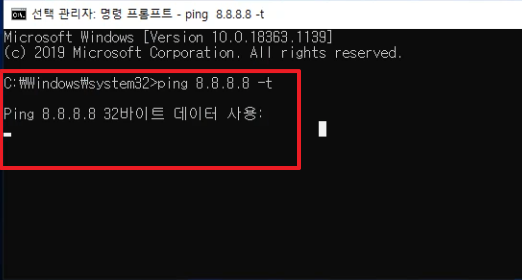 선택 관리자: 명령 프롬프트 - ping  8.8.8.8 -t
Microsoft Windows [Version 10.0.18363.1139]
(c) 2019 Microsoft Corporation. All rights reserved.
C:₩Windows₩system32>ping 8.8.8.8 -t
Ping 8.8.8.8 32바이트 데이터 사용: